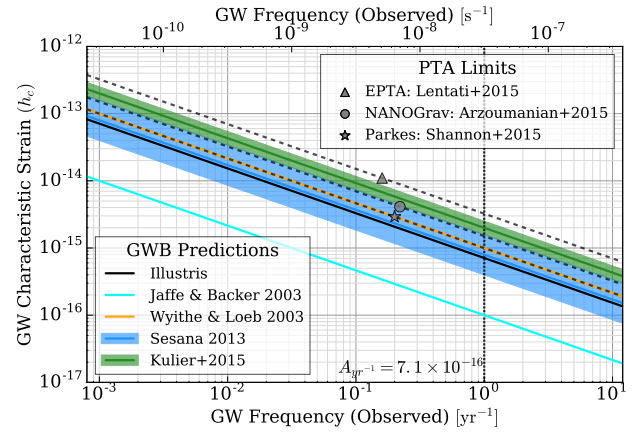 GW Frequency (Observed) [s⁻¹]
10⁻¹⁰ 10⁻⁹ 10⁻⁸ 10⁻⁷
10⁻¹²
10⁻¹³
10⁻¹⁴
10⁻¹⁵
10⁻¹⁶
10⁻¹⁷
GW Characteristic Strain (h_c)
PTA Limits
EPTA: Lentati+2015
NANOGrav: Arzoumanian+2015
Parkes: Shannon+2015
GWB Predictions
Illustris
Jaffe & Backer 2003
Wyithe & Loeb 2003
Sesana 2013
Kulier+2015
A_yr⁻¹ = 7.1 × 10⁻¹⁶
10⁻³ 10⁻² 10⁻¹ 10⁰ 10¹
GW Frequency (Observed) [yr⁻¹]